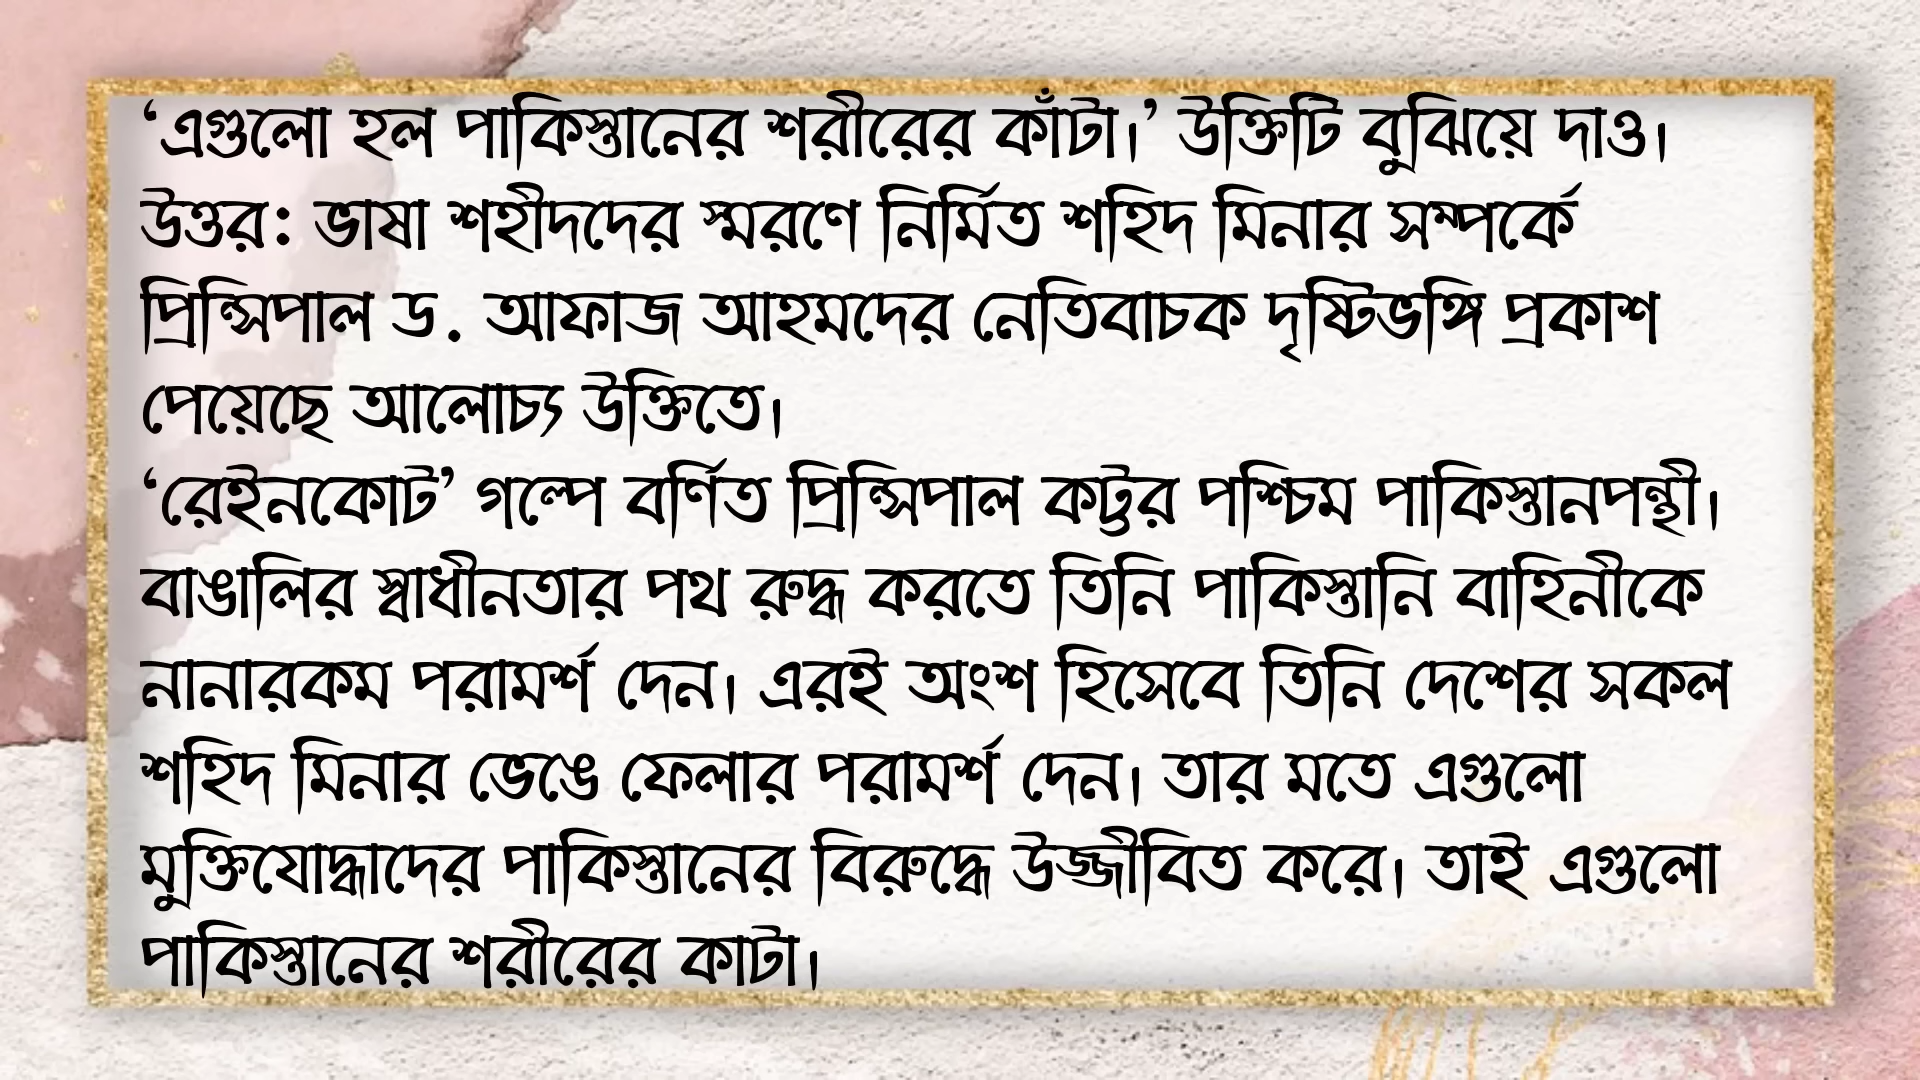 ‘এগুলো হল পাকিস্তানের শরীরের কাঁটা।’ উক্তিটি বুঝিয়ে দাও।
উত্তর: ভাষা শহীদদের স্মরণে নির্মিত শহিদ মিনার সম্পর্কে
প্রিন্সিপাল ড. আফাজ আহমদের নেতিবাচক দৃষ্টিভঙ্গি প্রকাশ
পেয়েছে আলোচ্য উক্তিতে।
‘রেইনকোট’ গল্পে বর্ণিত প্রিন্সিপাল কট্টর পশ্চিম পাকিস্তানপন্থী।
বাঙালির স্বাধীনতার পথ রুদ্ধ করতে তিনি পাকিস্তানি বাহিনীকে
নানারকম পরামর্শ দেন। এরই অংশ হিসেবে তিনি দেশের সকল
শহিদ মিনার ভেঙে ফেলার পরামর্শ দেন। তার মতে এগুলো
মুক্তিযোদ্ধাদের পাকিস্তানের বিরুদ্ধে উজ্জীবিত করে। তাই এগুলো
পাকিস্তানের শরীরের কাটা।